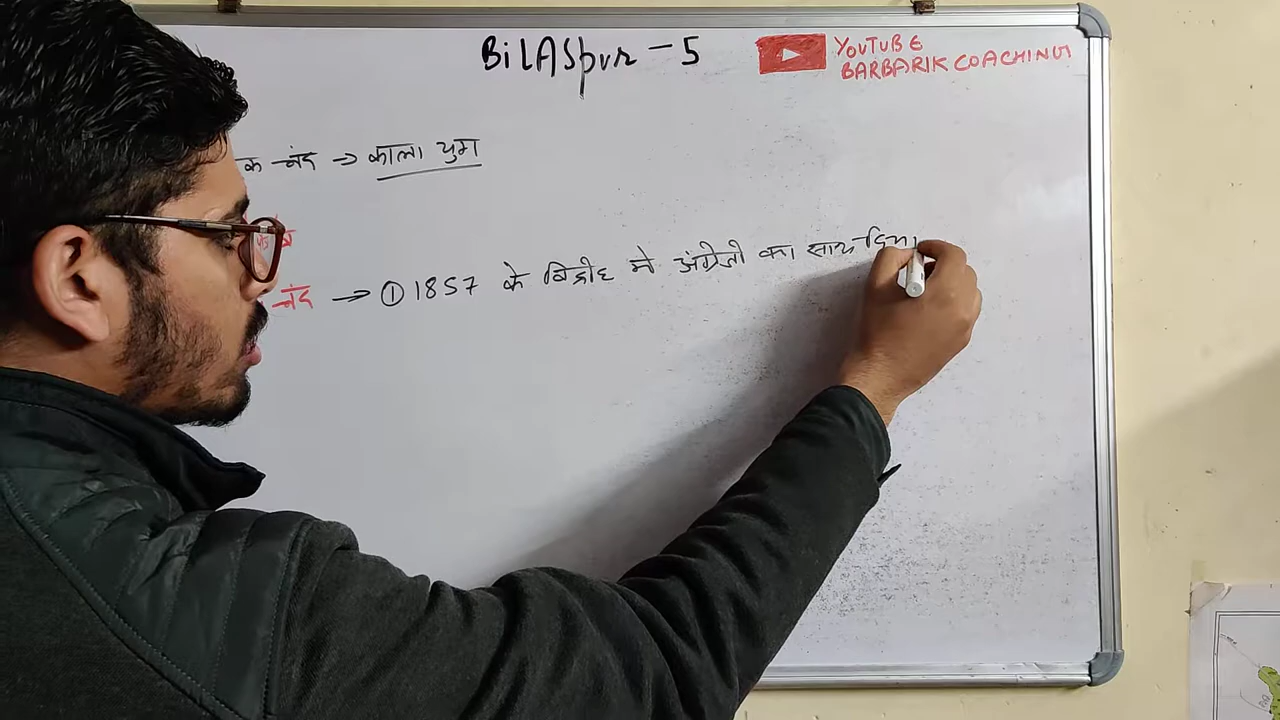 BiLASpur - 5
YOUTUBE
BARBARIK COACHING
क चंद → काला युग
चंद → ① 1857 के विद्रोह मे अंग्रेजो का साथ दिया